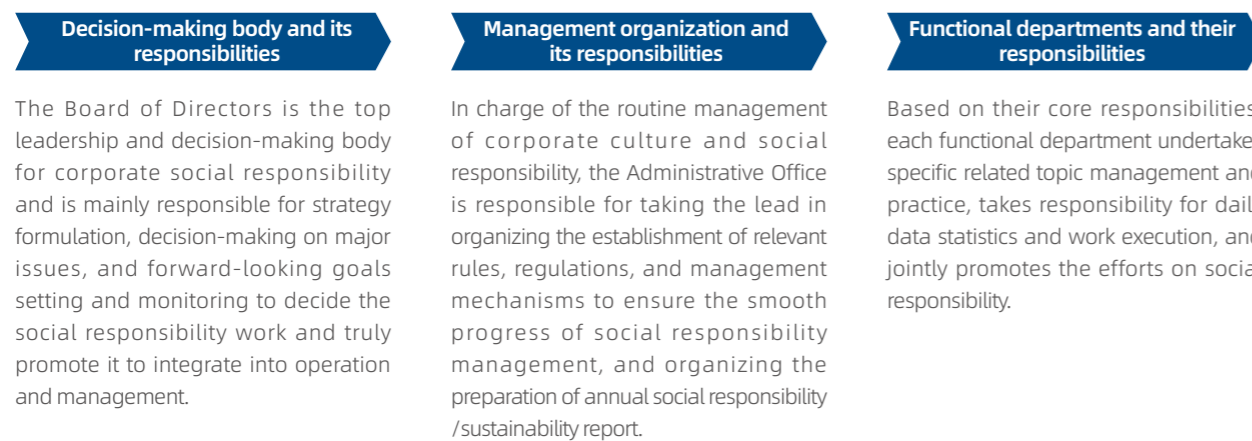 Decision-making body and its
responsibilities
The Board of Directors is the top
leadership and decision-making body
for corporate social responsibility
and is mainly responsible for strategy
formulation, decision-making on major
issues, and forward-looking goals
setting and monitoring to decide the
social responsibility work and truly
promote it to integrate into operation
and management.
Management organization and
its responsibilities
In charge of the routine management
of corporate culture and social
responsibility, the Administrative Office
is responsible for taking the lead in
organizing the establishment of relevant
rules, regulations, and management
mechanisms to ensure the smooth
progress of social responsibility
management, and organizing the
preparation of annual social responsibility
/sustainability report.
Functional departments and their
responsibilities
Based on their core responsibilities
each functional department undertake
specific related topic management and
practice, takes responsibility for dail
data statistics and work execution, and
jointly promotes the efforts on socia
responsibility.